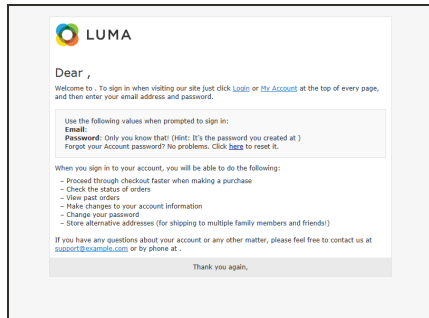 LUMA
Dear ,
Welcome to . To sign in when visiting our site just click Login or My Account at the top of every page,
and then enter your email address and password.
Use the following values when prompted to sign in:
Email:
Password: Only you know that! (Hint: It's the password you created at )
Forgot your Account password? No problems. Click here to reset it.
When you sign in to your account, you will be able to do the following:
– Proceed through checkout faster when making a purchase
– Check the status of orders
– View past orders
– Make changes to your account information
– Change your password
– Store alternative addresses (for shipping to multiple family members and friends!)
If you have any questions about your account or any other matter, please feel free to contact us at
support@example.com or by phone at .
Thank you again,